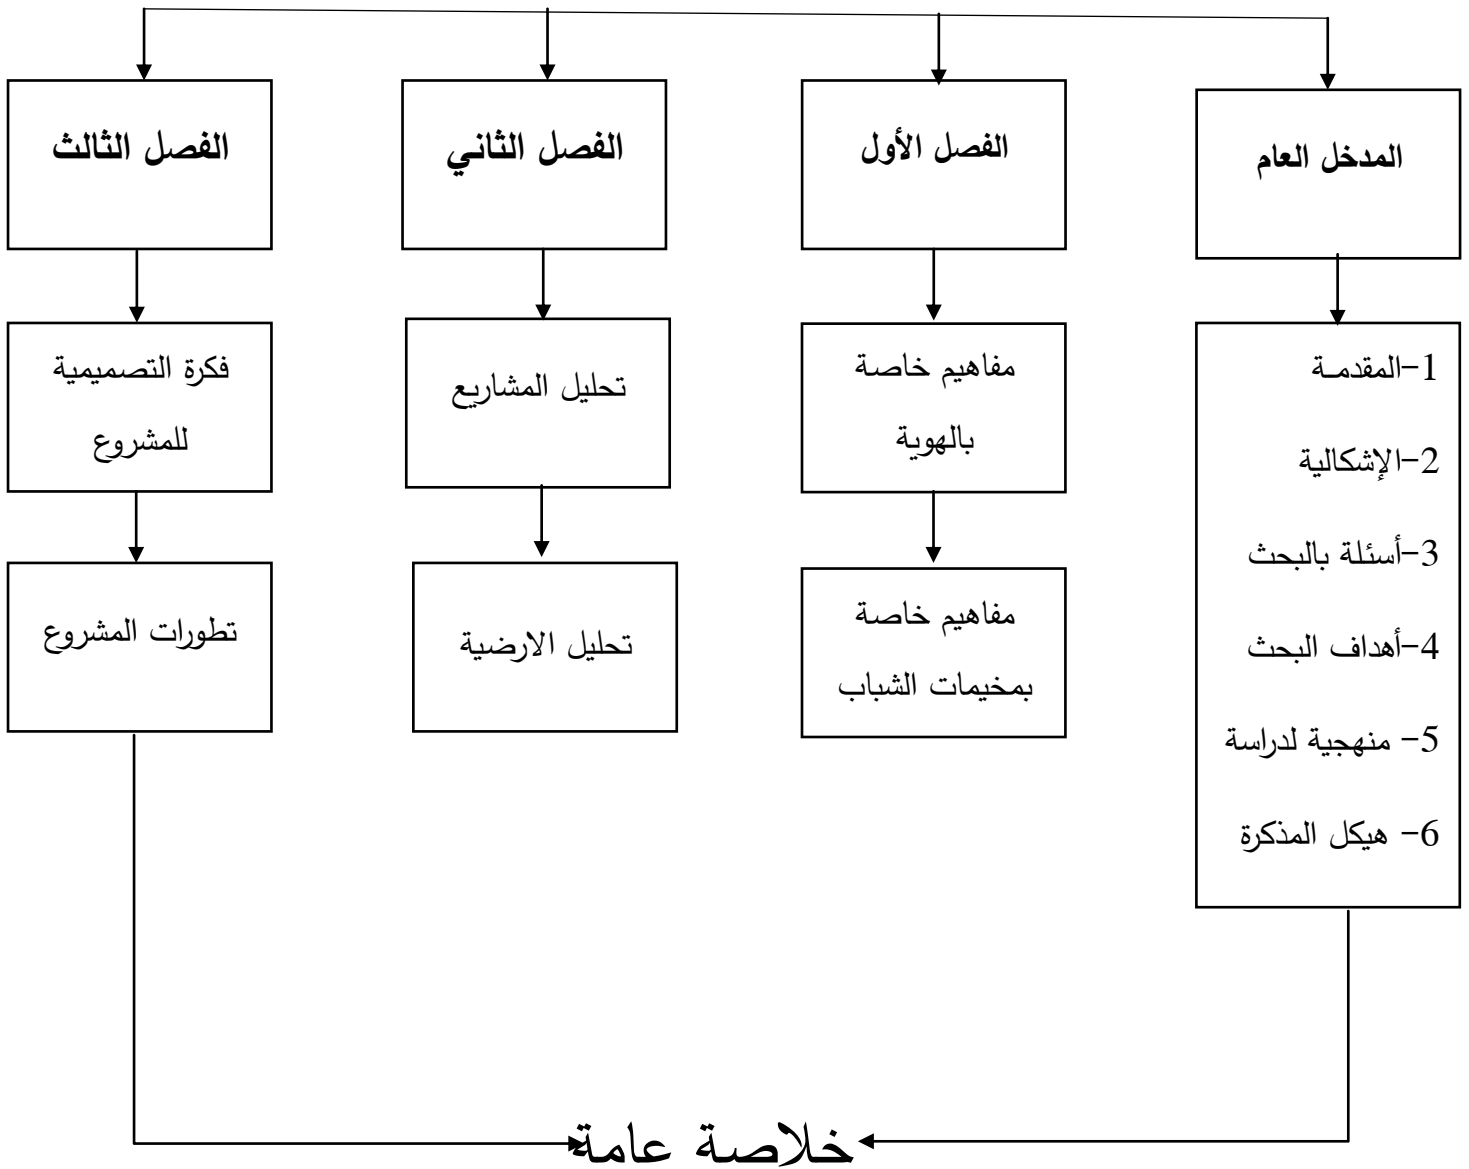 المدخل العام
الفصل الأول
الفصل الثاني
الفصل الثالث
1-المقدمـة
2-الإشكالية
3-أسئلة بالبحث
4-أهداف البحث
5- منهجية لدراسة
6- هيكل المذكرة
مفاهيم خاصة
بالهوية
مفاهيم خاصة
بمخيمات الشباب
تحليل المشاريع
تحليل الارضية
فكرة التصميمية
للمشروع
تطورات المشروع
خلاصة عامة